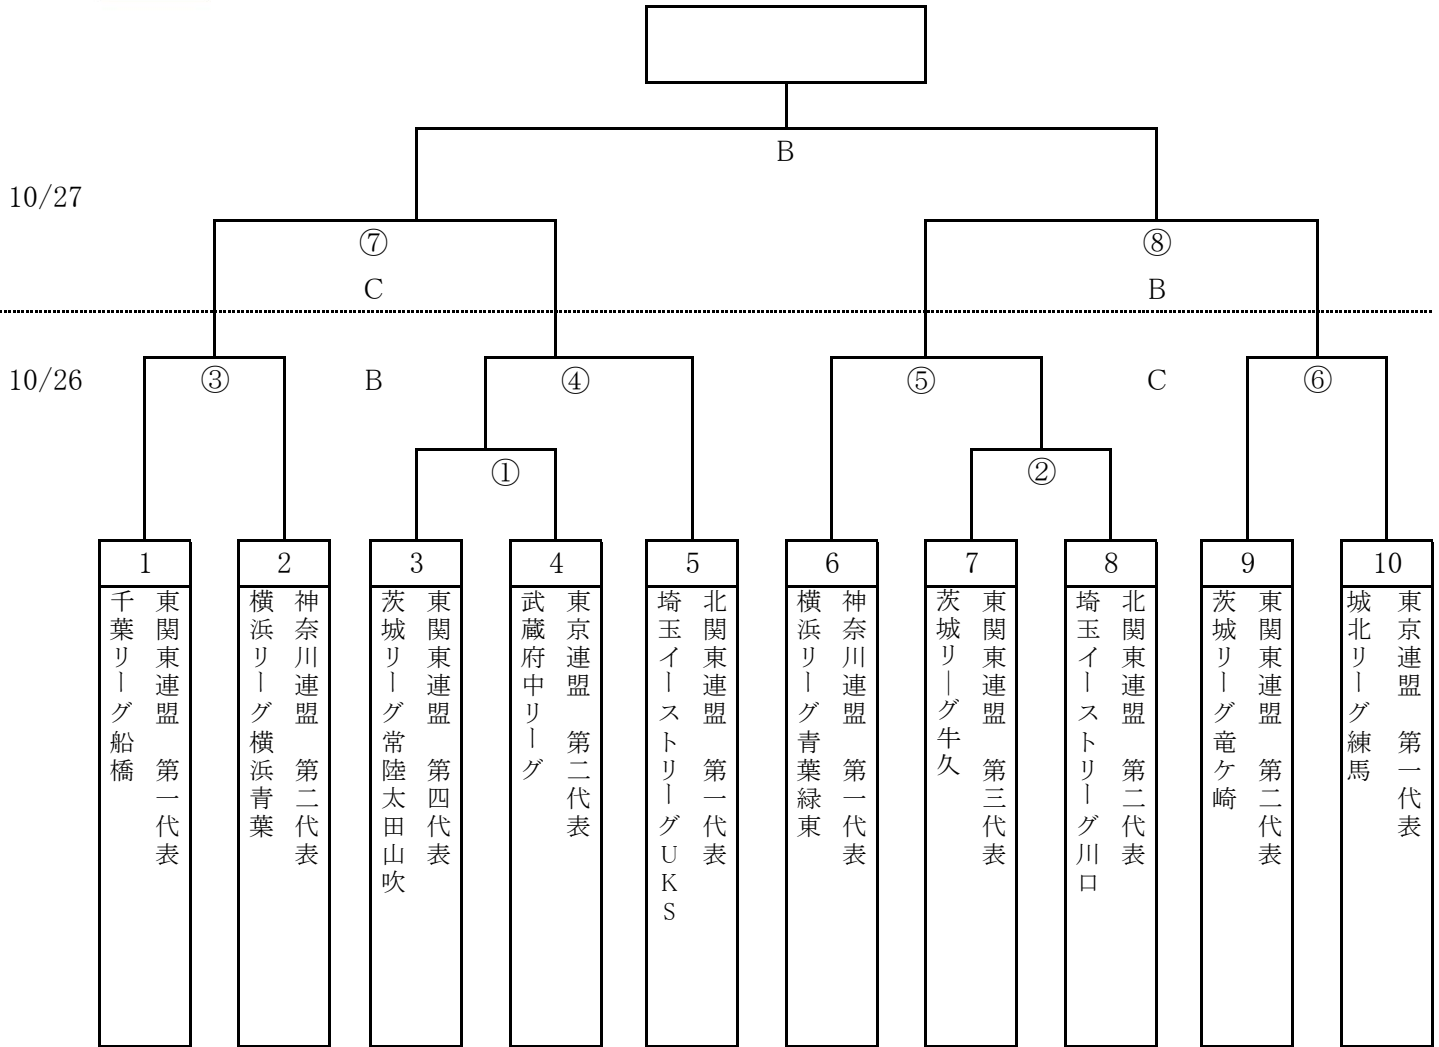 B
10/27
⑦
⑧
C
B
10/26
③
B
④
⑤
C
⑥
①
②
1
2
3
4
5
6
7
8
9
10
東関東連盟　第一代表
千葉リーグ船橋
神奈川連盟　第二代表
横浜リーグ横浜青葉
東関東連盟　第四代表
茨城リーグ常陸太田山吹
東京連盟　第二代表
武蔵府中リーグ
北関東連盟　第一代表
埼玉イーストリーグUKS
神奈川連盟　第一代表
横浜リーグ青葉緑東
東関東連盟　第三代表
茨城リ―グ牛久
北関東連盟　第二代表
埼玉イーストリーグ川口
東関東連盟　第二代表
茨城リーグ竜ケ崎
東京連盟　第一代表
城北リーグ練馬